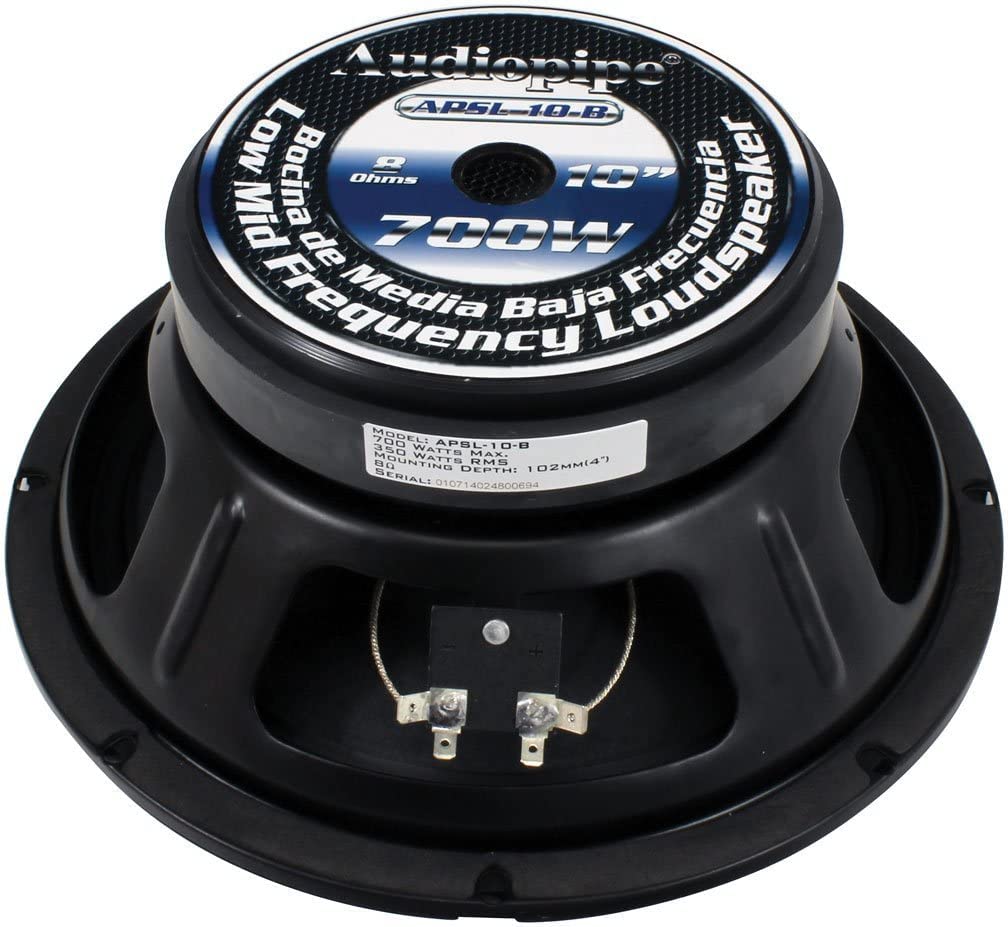 Audiopipe©
APSL-10-B
8
Ohms
10”
700W
Bocina de Media Baja Frecuencia
Low Mid Frequency Loudspeaker
Model: APSL-10-B
700 Watts Max.
350 Watts RMS
Mounting Depth: 102mm(4")
8Ω
Serial: 010714024800694
- +